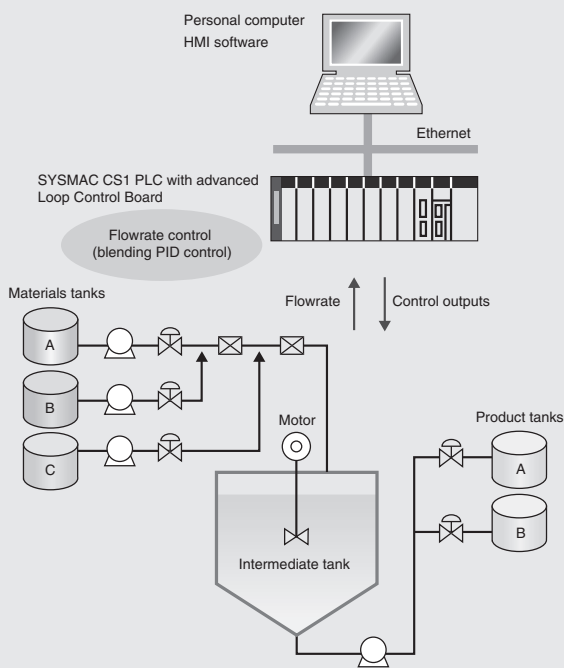 Personal computer
HMI software
Ethernet
SYSMAC CS1 PLC with advanced
Loop Control Board
Flowrate control
(blending PID control)
Flowrate
Control outputs
Materials tanks
A
B
C
Motor
Product tanks
A
B
Intermediate tank